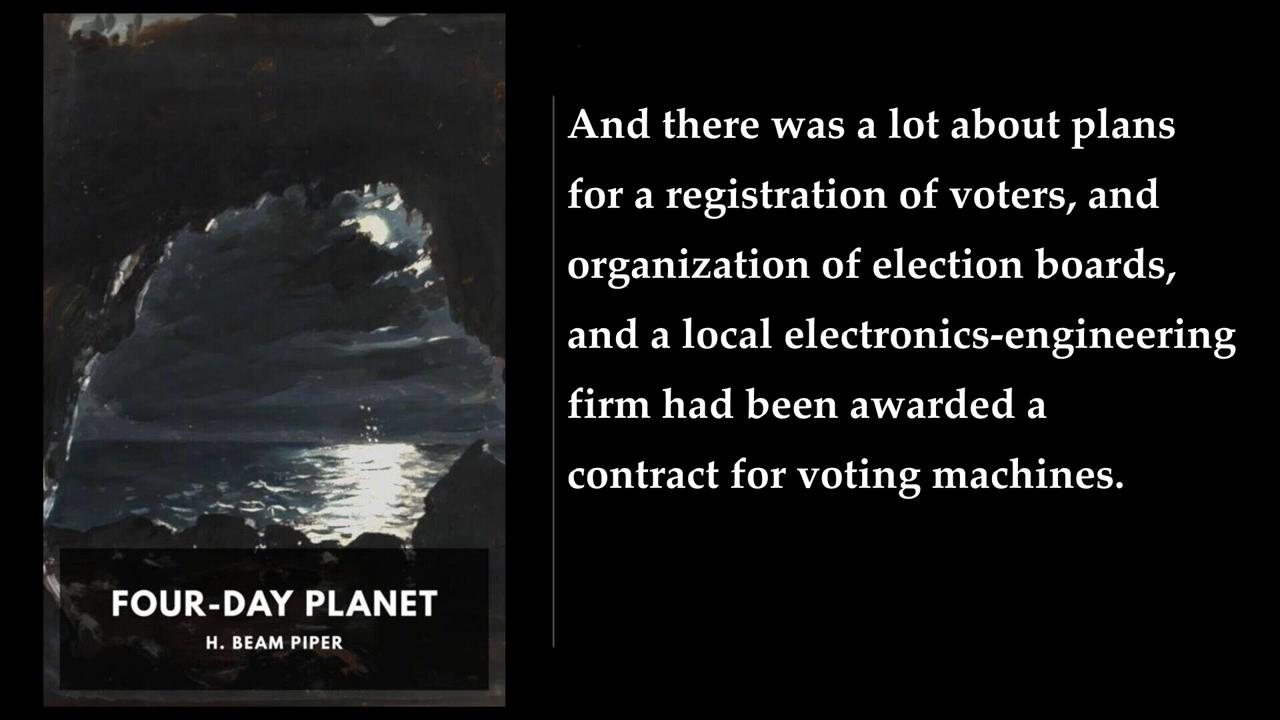 And there was a lot about plans
for a registration of voters, and
organization of election boards,
and a local electronics-engineering
firm had been awarded a
contract for voting machines.
FOUR-DAY PLANET
H. BEAM PIPER